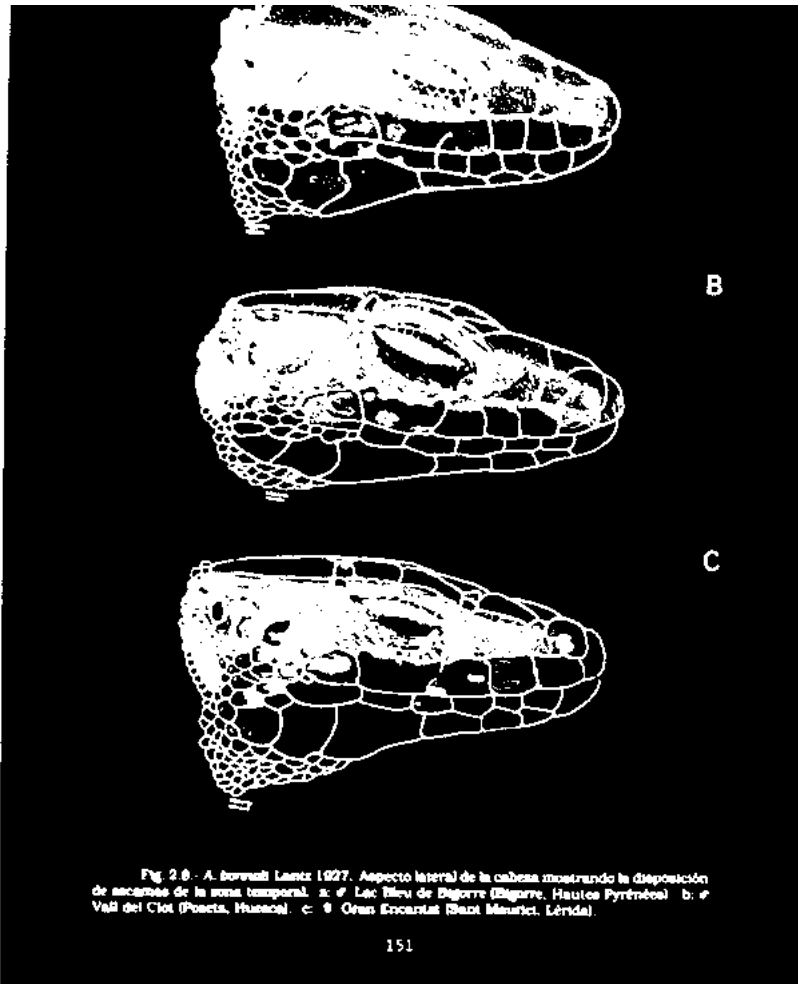 B
C
Fig. 2.8.- A. bonnali Lantz 1927. Aspecto lateral de la cabeza mostrando la disposición
de escamas de la zona temporal. a: ♂ Lac Bleu de Bigorre (Bigorre, Hautes Pyrénées) b: ♂
Vall del Clot (Poseta, Huesca). c: Gran Encantat (Sant Maurici, Lérida).
151